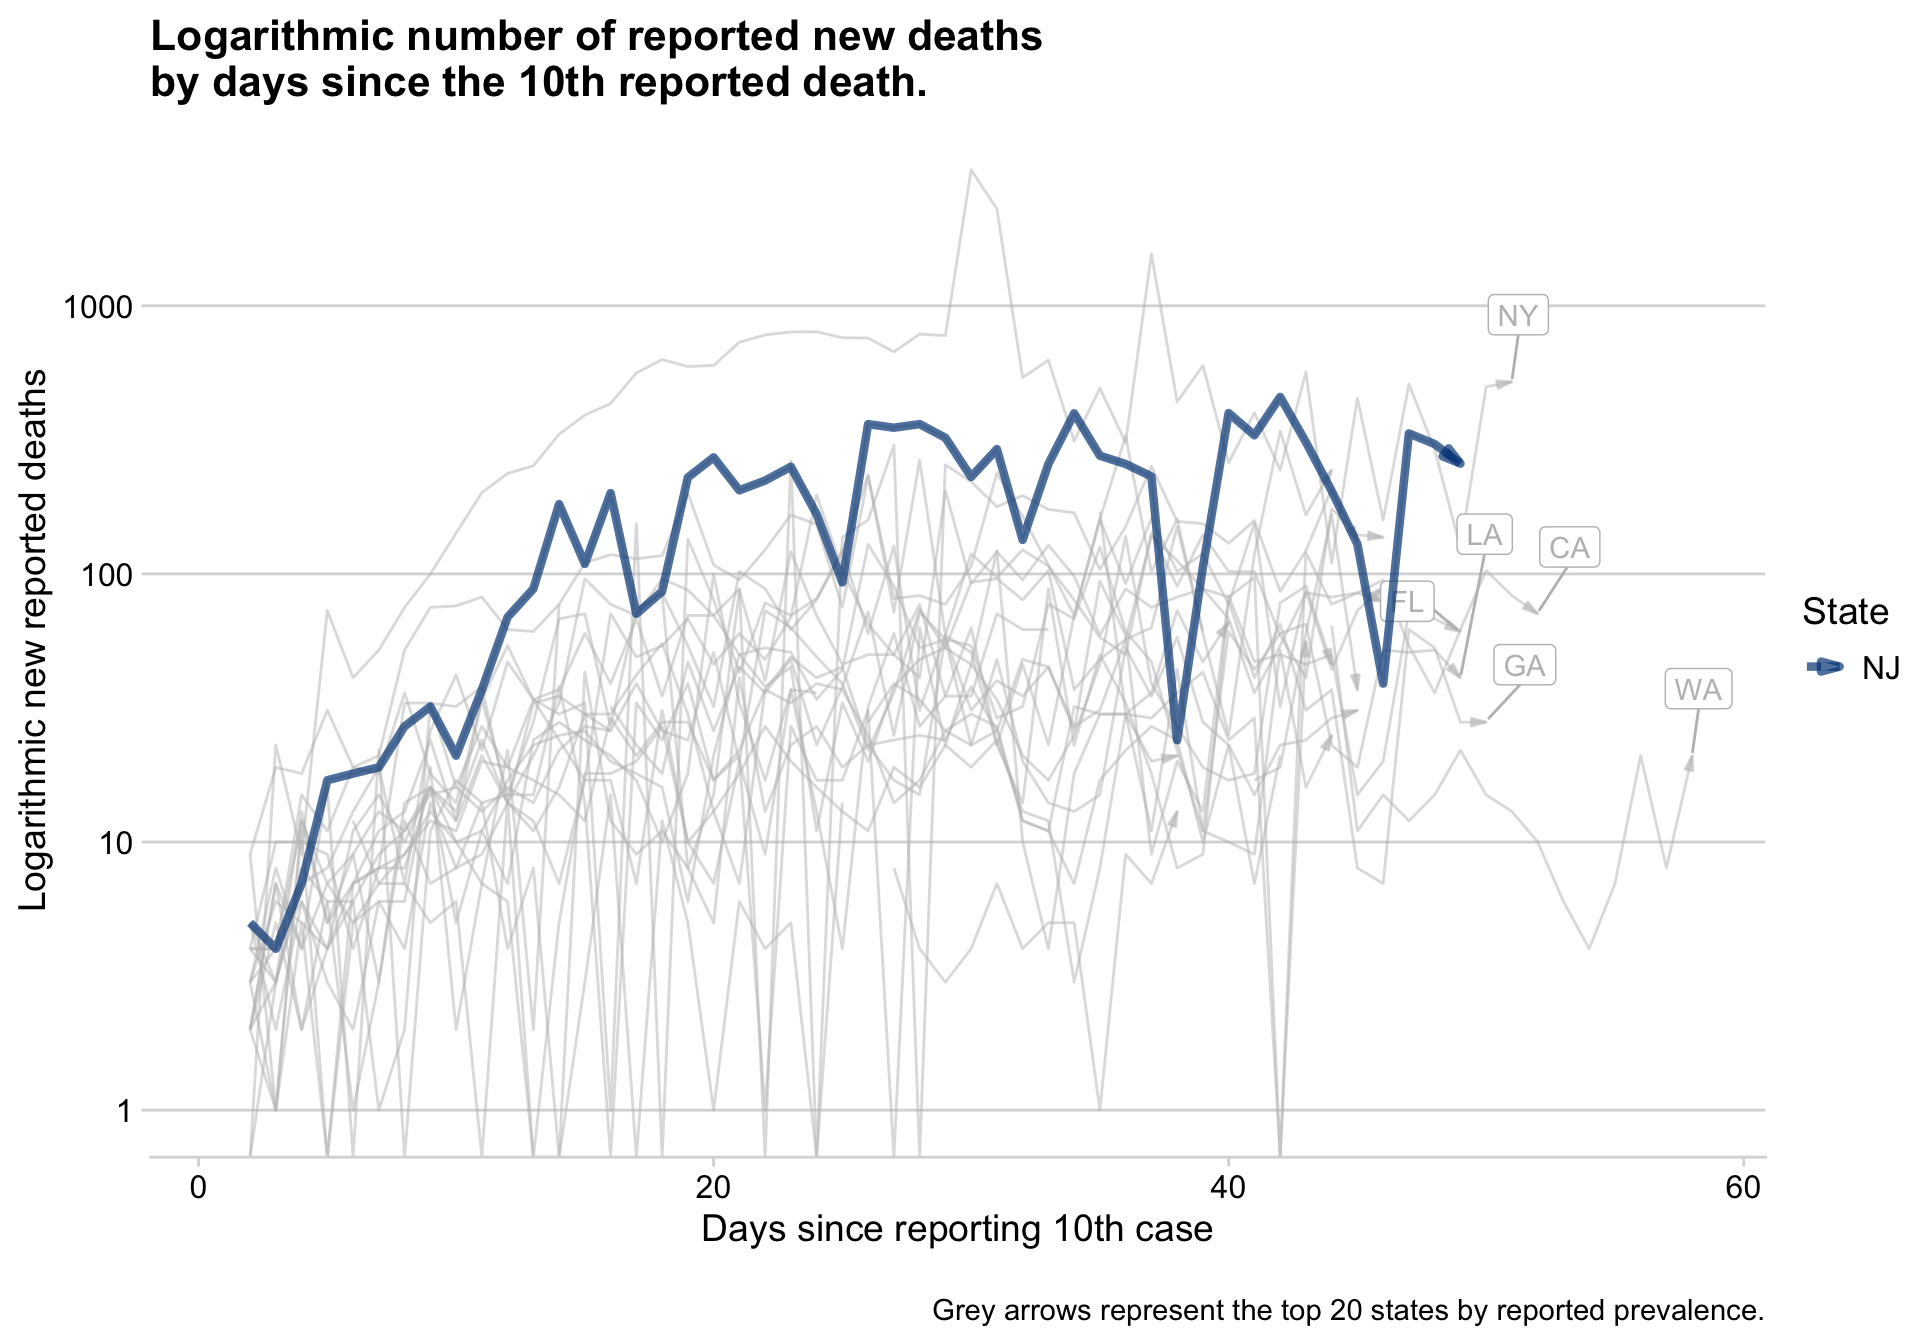 Logarithmic number of reported new deaths
by days since the 10th reported death.
Logarithmic new reported deaths
1000
100
10
1
NY
LA
CA
FL
GA
WA
State
NJ
0
20
40
60
Days since reporting 10th case
Grey arrows represent the top 20 states by reported prevalence.